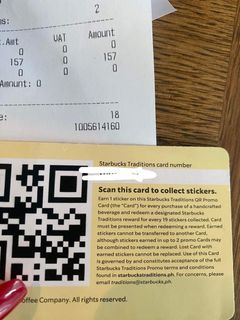 s: 2
.Amt VAT Amount
0 0 0
157 0 157
0 0
0 0
Amount: 0
e: 18
1005614160
Starbucks Traditions card number
Scan this card to collect stickers.
Earn 1 sticker on this Starbucks Traditions QR Promo
Card (the "Card") for every purchase of a handcrafted
beverage and redeem a designated Starbucks
Traditions reward for every 19 stickers collected. Card
must be presented when redeeming a reward. Earned
stickers cannot be transferred to another Card,
although stickers earned in up to 2 promo Cards may
be combined to redeem a reward. Lost Card with
earned stickers cannot be replaced. Use of this Card
is governed by and constitutes acceptance of the full
Starbucks Traditions Promo terms and conditions
found in starbuckstraditions.ph. For concerns, please
email traditions@starbucks.ph.
offee Company. All rights reserved.